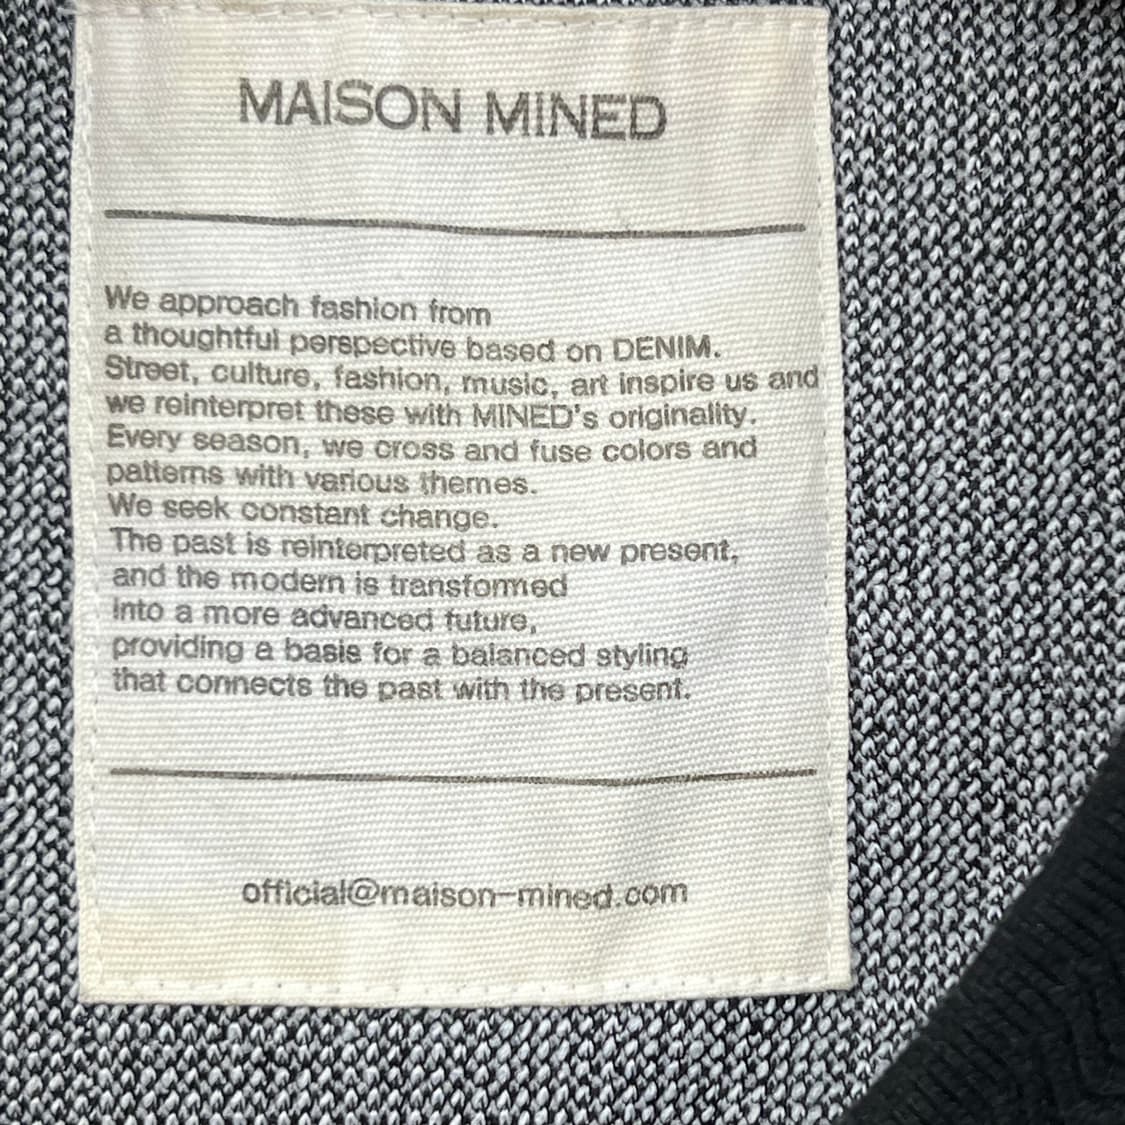 MAISON MINED
We approach fashion from
a thoughtful perspective based on DENIM.
Street, culture, fashion, music, art inspire us and
we reinterpret these with MINED's originality.
Every season, we cross and fuse colors and
patterns with various themes.
We seek constant change.
The past is reinterpreted as a new present,
and the modern is transformed
into a more advanced future,
providing a basis for a balanced styling
that connects the past with the present.
official@maison-mined.com